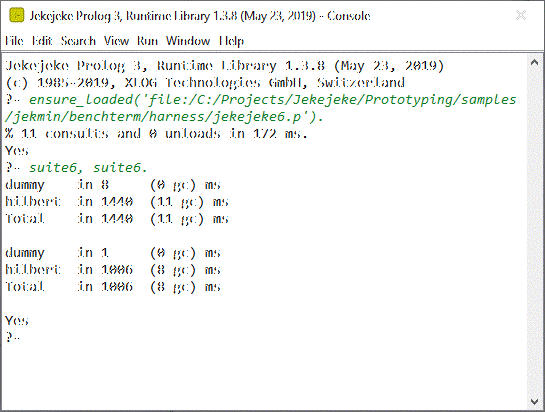 Jekejeke Prolog 3, Runtime Library 1.3.8 (May 23, 2019) - Console
File Edit Search View Run Window Help
Jekejeke Prolog 3, Runtime Library 1.3.8 (May 23, 2019)
(c) 1985-2019, XLOG Technologies GmbH, Switzerland
?- ensure_loaded('file:/C:/Projects/Jekejeke/Prototyping/samples
/jekmin/benchterm/harness/jekejeke6.p').
% 11 consults and 0 unloads in 172 ms.
Yes
?- suite6, suite6.
dummy in 8 (0 gc) ms
hilbert in 1440 (11 gc) ms
Total in 1440 (11 gc) ms
dummy in 1 (0 gc) ms
hilbert in 1006 (8 gc) ms
Total in 1006 (8 gc) ms
Yes
?-